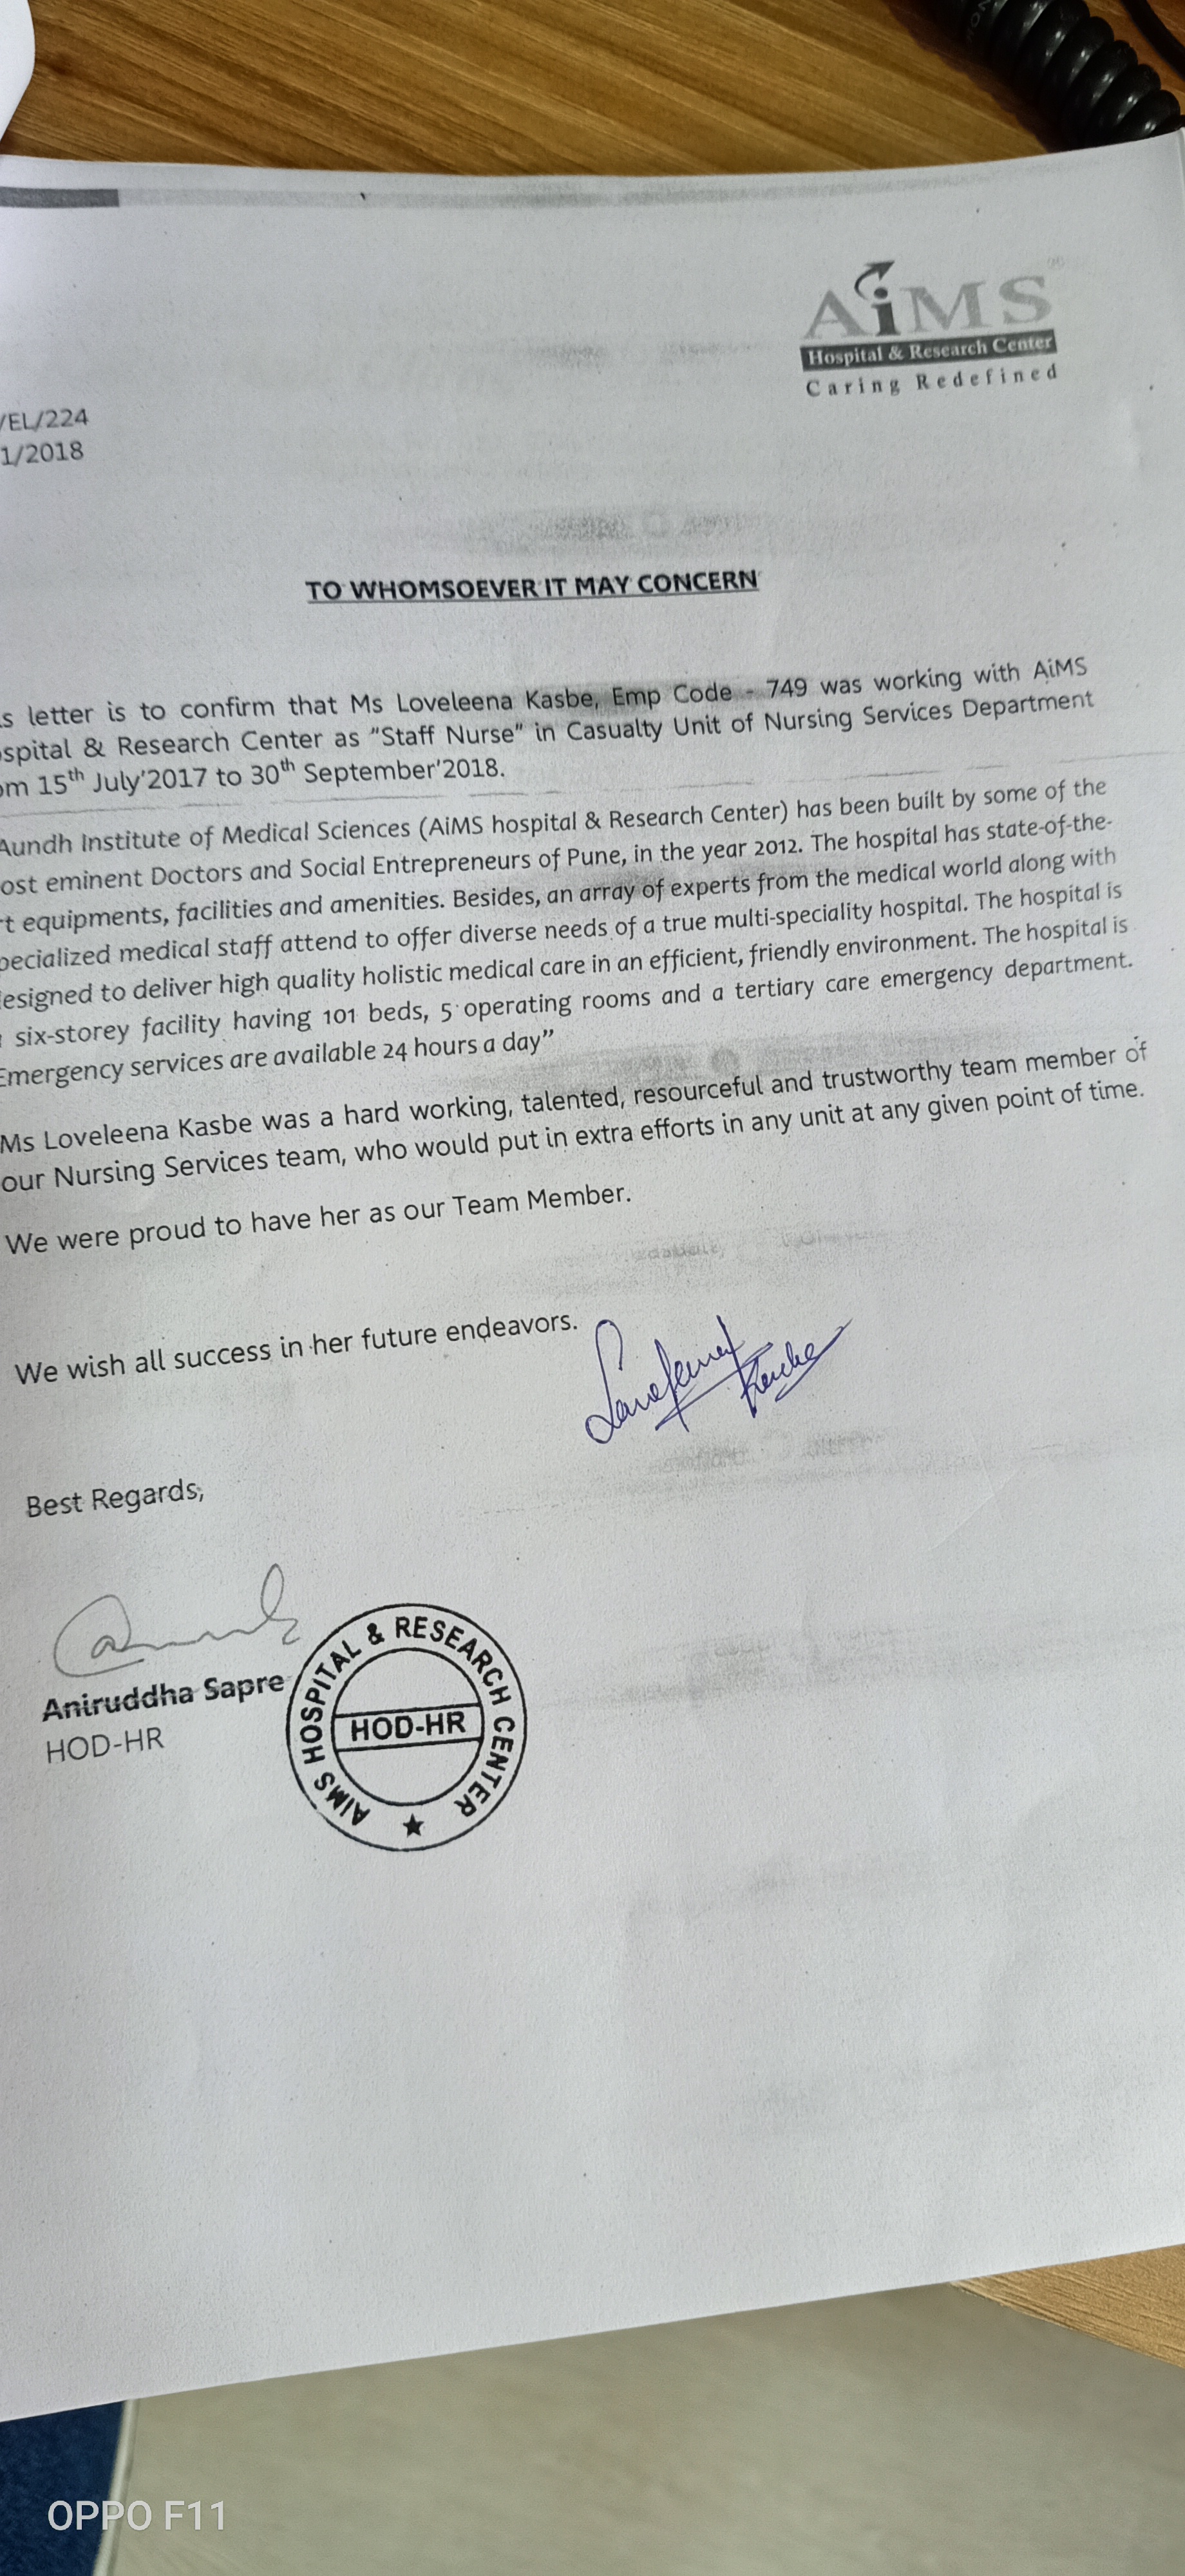 AiMS
Hospital & Research Center
Caring Redefined
/EL/224
1/2018
TO WHOMSOEVER IT MAY CONCERN
s letter is to confirm that Ms Loveleena Kasbe, Emp Code - 749 was working with AiMS
spital & Research Center as "Staff Nurse" in Casualty Unit of Nursing Services Department
om 15th July'2017 to 30th September'2018.
Aundh Institute of Medical Sciences (AiMS hospital & Research Center) has been built by some of the
ost eminent Doctors and Social Entrepreneurs of Pune, in the year 2012. The hospital has state-of-the-
rt equipments, facilities and amenities. Besides, an array of experts from the medical world along with
pecialized medical staff attend to offer diverse needs of a true multi-speciality hospital. The hospital is
esigned to deliver high quality holistic medical care in an efficient, friendly environment. The hospital is
six-storey facility having 101 beds, 5 operating rooms and a tertiary care emergency department.
Emergency services are available 24 hours a day”
Ms Loveleena Kasbe was a hard working, talented, resourceful and trustworthy team member of
our Nursing Services team, who would put in extra efforts in any unit at any given point of time.
We were proud to have her as our Team Member.
We wish all success in her future endeavors.
Best Regards,
Aniruddha Sapre
HOD-HR
AIMS HOSPITAL & RESEARCH CENTER
HOD-HR
OPPO F11